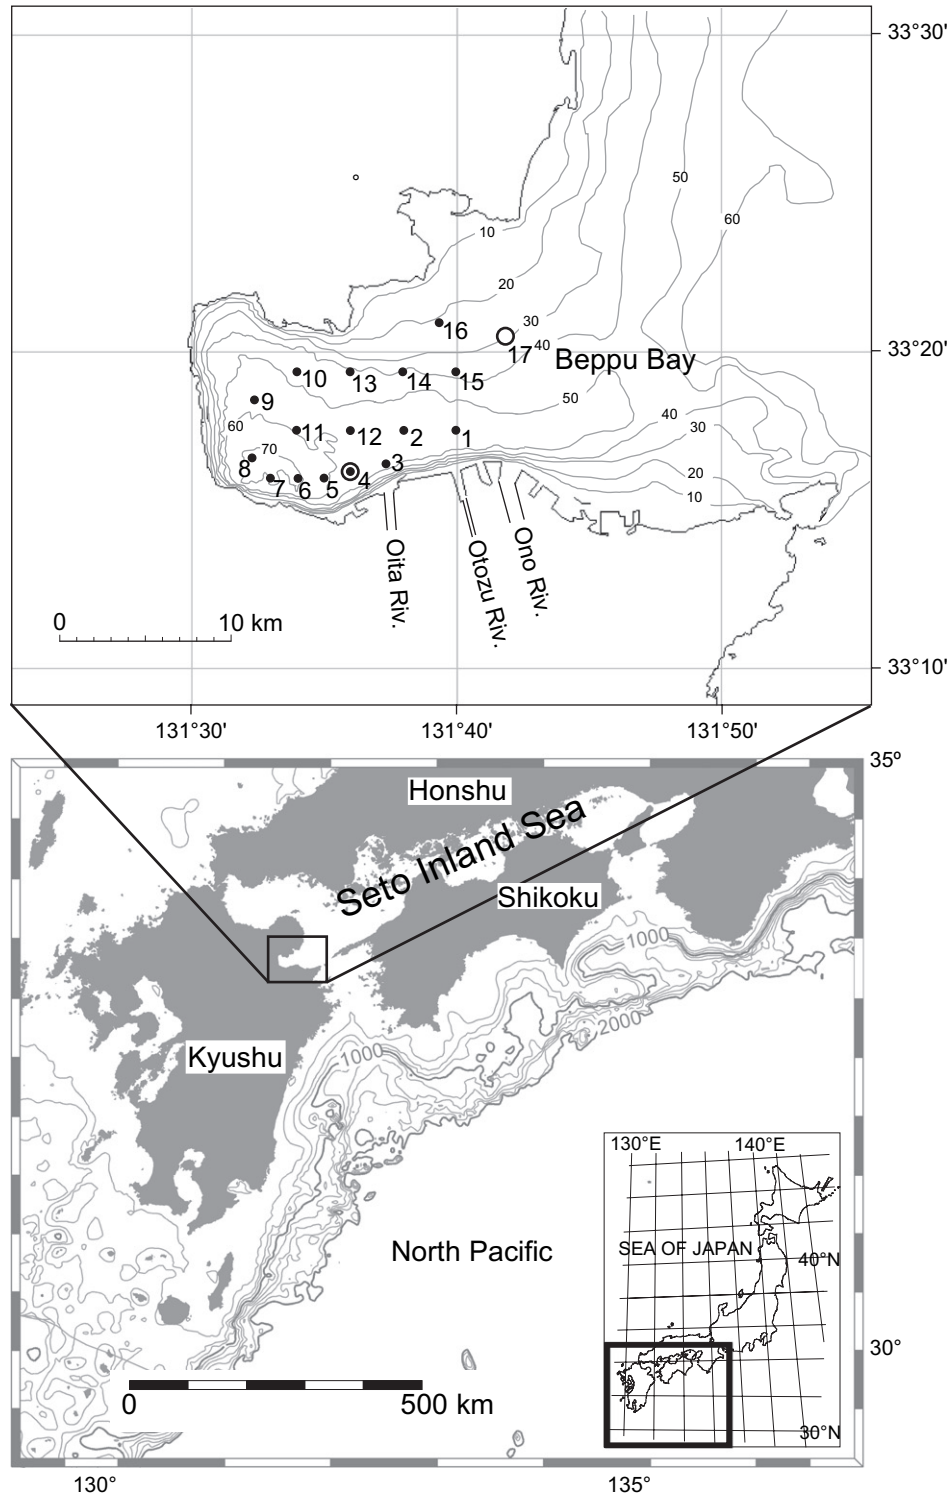 33°30'
50
60
10
20
30
16
17
40
Beppu Bay
33°20'
10
13
14
15
50
9
40
60
11
12
2
1
30
70
8
3
7
6
5
4
20
10
Oita Riv.
Otozu Riv.
Ono Riv.
0
10 km
33°10'
131°30'
131°40'
131°50'
35°
Honshu
Seto Inland Sea
Shikoku
1000
2000
1000
Kyushu
130°E
140°E
North Pacific
SEA OF JAPAN
40°N
30°
0
500 km
30°N
130°
135°